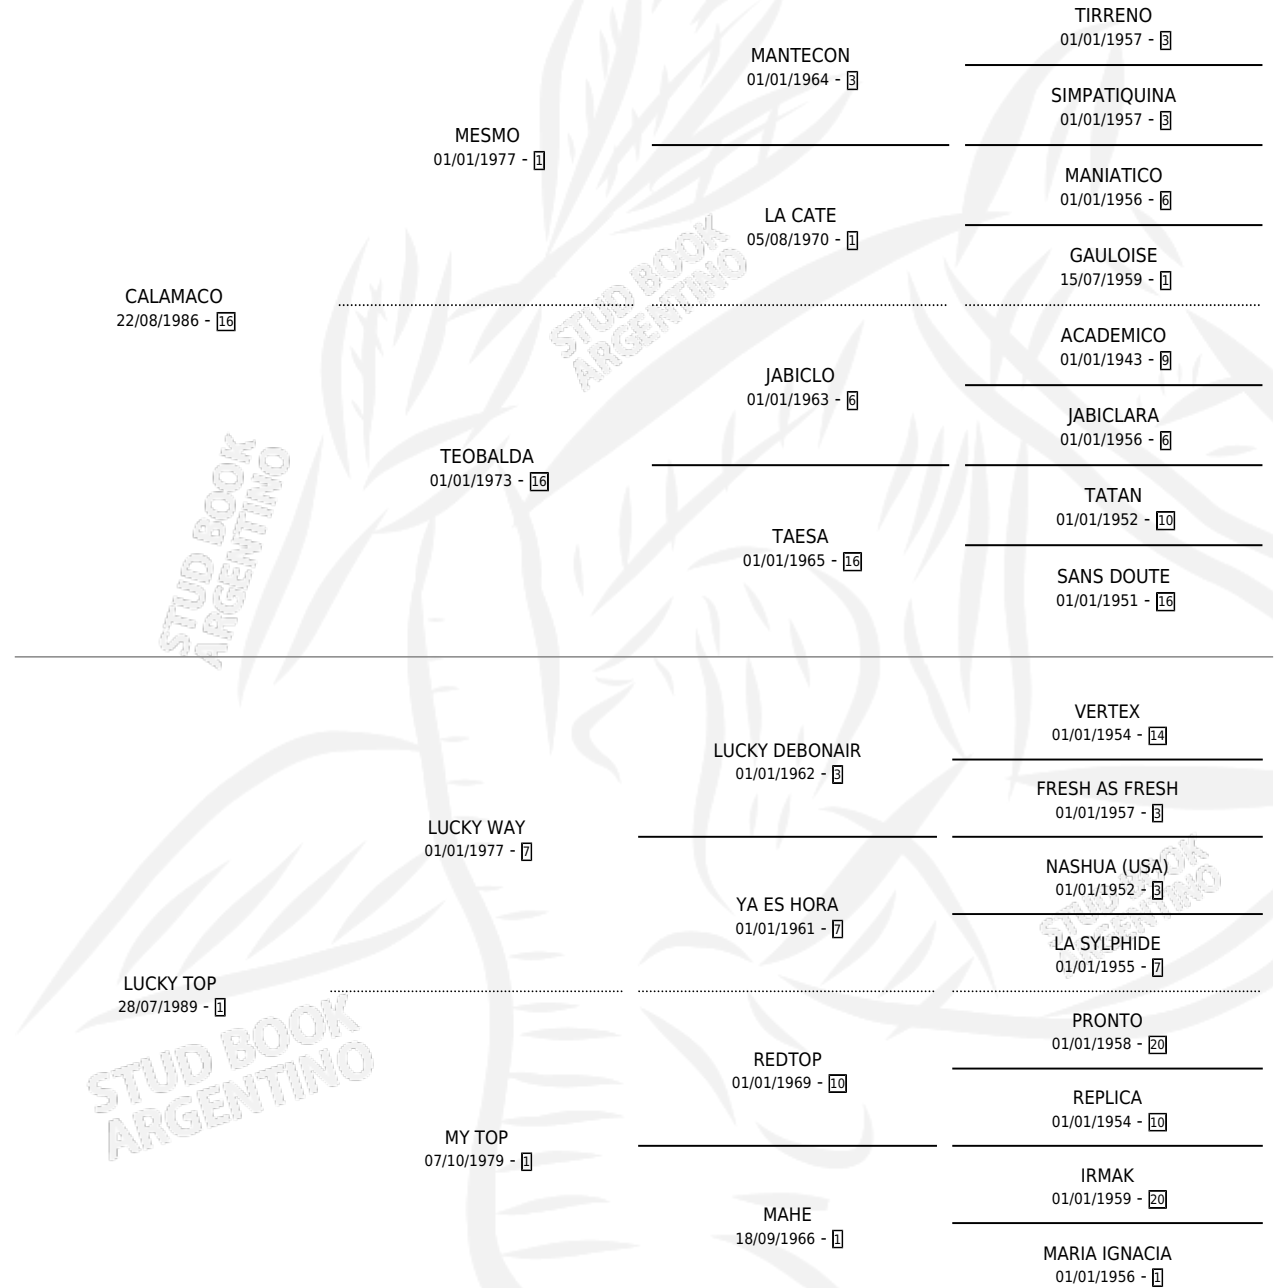 TIRRENO
01/01/1957 - 3
MANTECON
01/01/1964 - 3
SIMPATIQUINA
01/01/1957 - 3
MESMO
01/01/1977 - 1
MANIATICO
01/01/1956 - 6
LA CATE
05/08/1970 - 1
GAULOISE
15/07/1959 - 1
CALAMACO
22/08/1986 - 16
ACADEMICO
01/01/1943 - 9
JABICLO
01/01/1963 - 6
JABICLARA
01/01/1956 - 6
TEOBALDA
01/01/1973 - 16
TATAN
01/01/1952 - 10
TAESA
01/01/1965 - 16
SANS DOUTE
01/01/1951 - 16
VERTEX
01/01/1954 - 14
LUCKY DEBONAIR
01/01/1962 - 3
FRESH AS FRESH
01/01/1957 - 3
LUCKY WAY
01/01/1977 - 7
NASHUA (USA)
01/01/1952 - 3
YA ES HORA
01/01/1961 - 7
LA SYLPHIDE
01/01/1955 - 7
LUCKY TOP
28/07/1989 - 1
PRONTO
01/01/1958 - 20
REDTOP
01/01/1969 - 10
REPLICA
01/01/1954 - 10
MY TOP
07/10/1979 - 1
IRMAK
01/01/1959 - 20
MAHE
18/09/1966 - 1
MARIA IGNACIA
01/01/1956 - 1
STUD BOOK
ARGENTINO
STUD BOOK
ARGENTINO
STUD BOOK
ARGENTINO
STUD BOOK
ARGENTINO